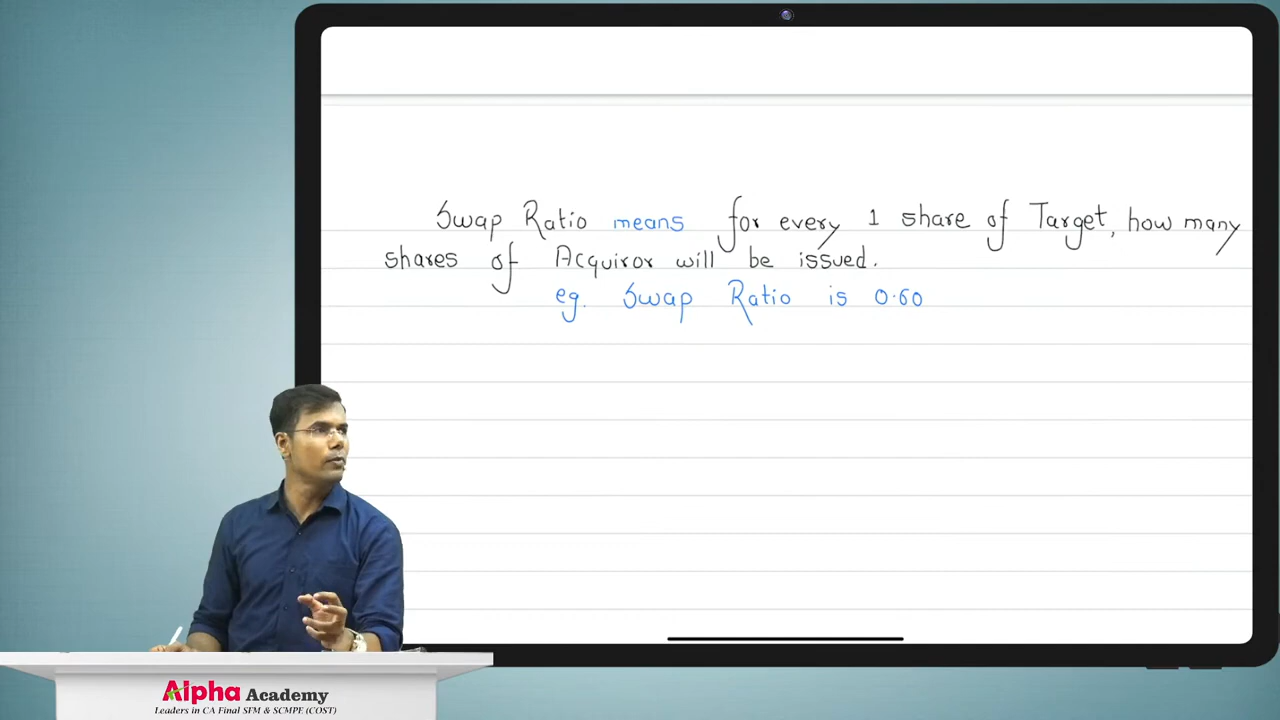 Swap Ratio means for every 1 share of Target, how many
shares of Acquiror will be issued.
eg. Swap Ratio is 0.60
Alpha Academy
Leaders in CA Final SFM & SCMPE (COST)